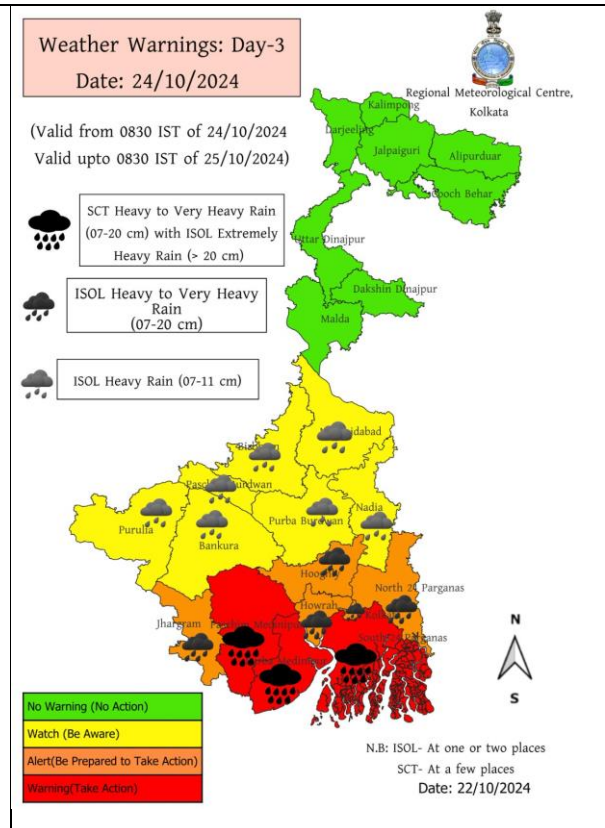 Weather Warnings: Day-3
Date: 24/10/2024
(Valid from 0830 IST of 24/10/2024
Valid upto 0830 IST of 25/10/2024)
Regional Meteorological Centre,
Kolkata
SCT Heavy to Very Heavy Rain
(07-20 cm) with ISOL Extremely
Heavy Rain (> 20 cm)
ISOL Heavy to Very Heavy
Rain
(07-20 cm)
ISOL Heavy Rain (07-11 cm)
Kalimpong
Darjeeling
Jalpaiguri
Alipurduar
Cooch Behar
Uttar Dinajpur
Dakshin Dinajpur
Malda
Nadia
Purulia
Purba Burdwan
Bankura
Hooghly
North 24 Parganas
Howrah
Jhargram
N
S
No Warning (No Action)
Watch (Be Aware)
Alert(Be Prepared to Take Action)
Warning(Take Action)
N.B: ISOL- At one or two places
SCT- At a few places
Date: 22/10/2024